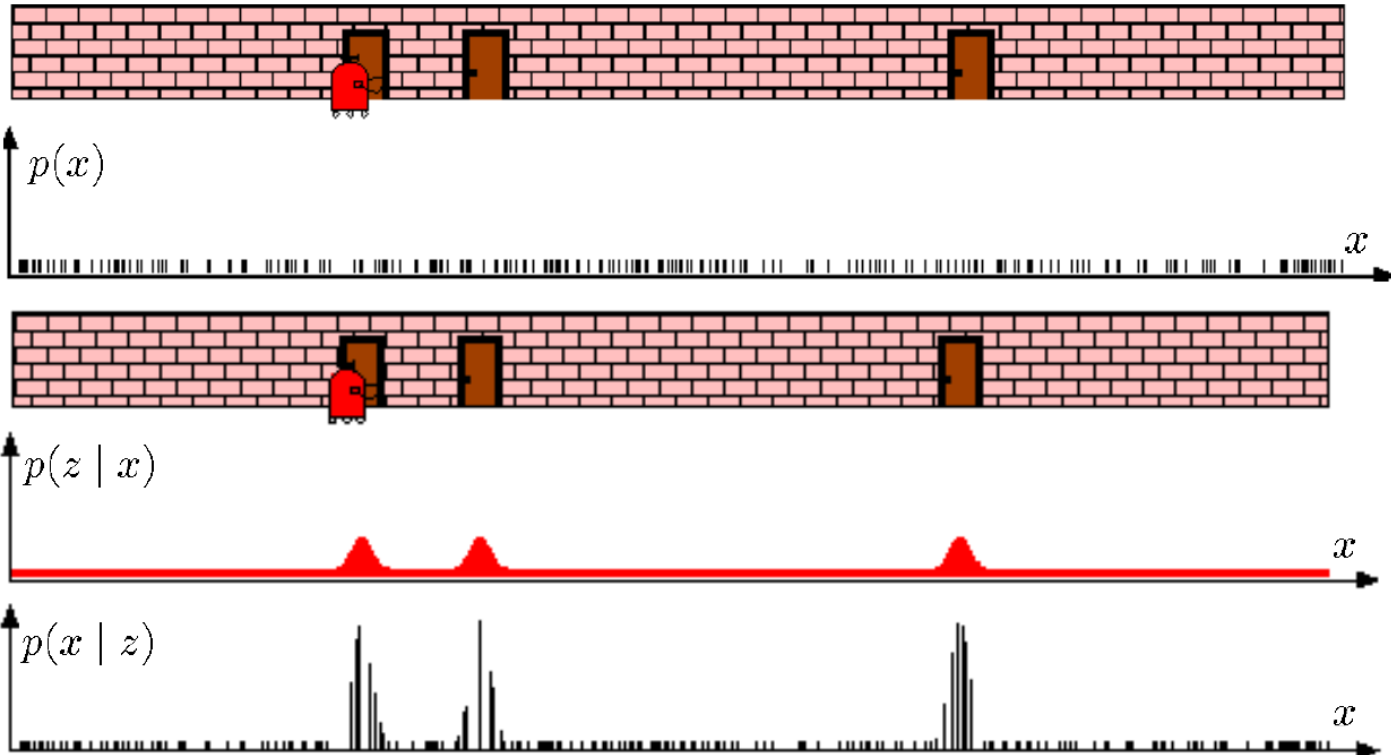 p(x)
x
p(z | x)
x
p(x | z)
x